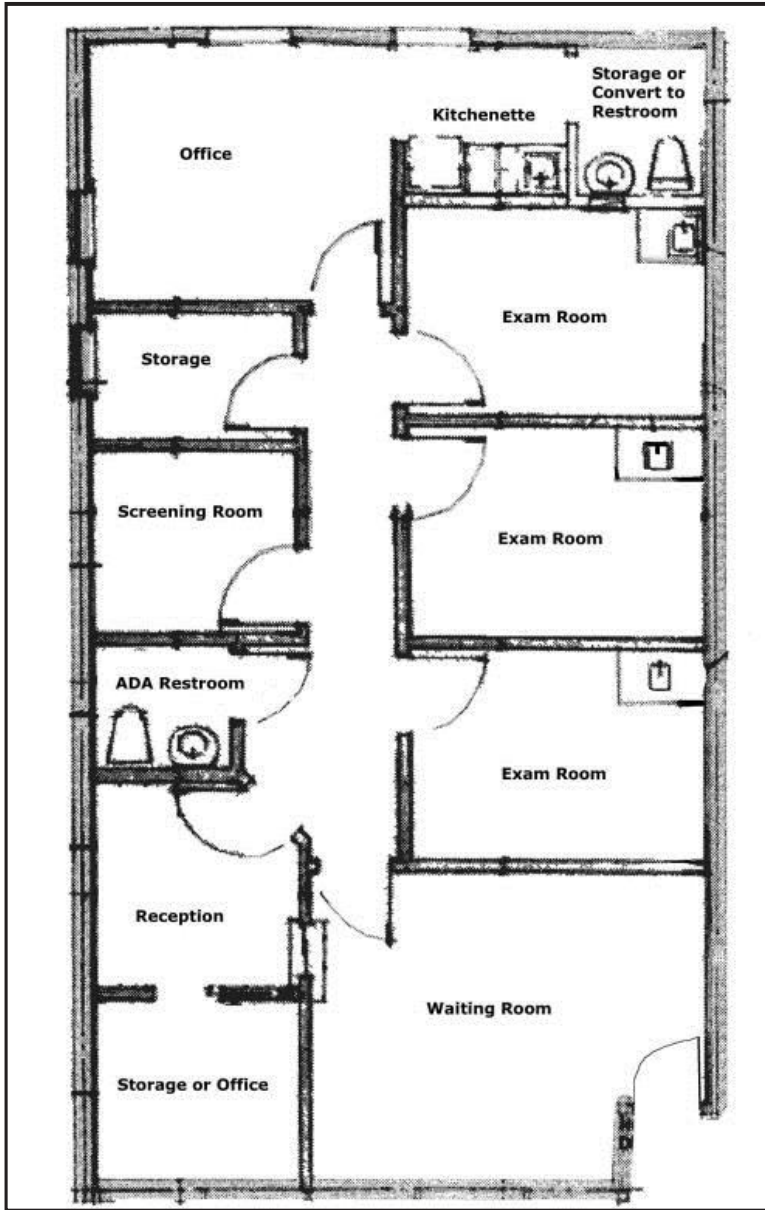 Storage or
Convert to
Restroom
Kitchenette
Office
Exam Room
Storage
Screening Room
Exam Room
ADA Restroom
Exam Room
Reception
Waiting Room
Storage or Office